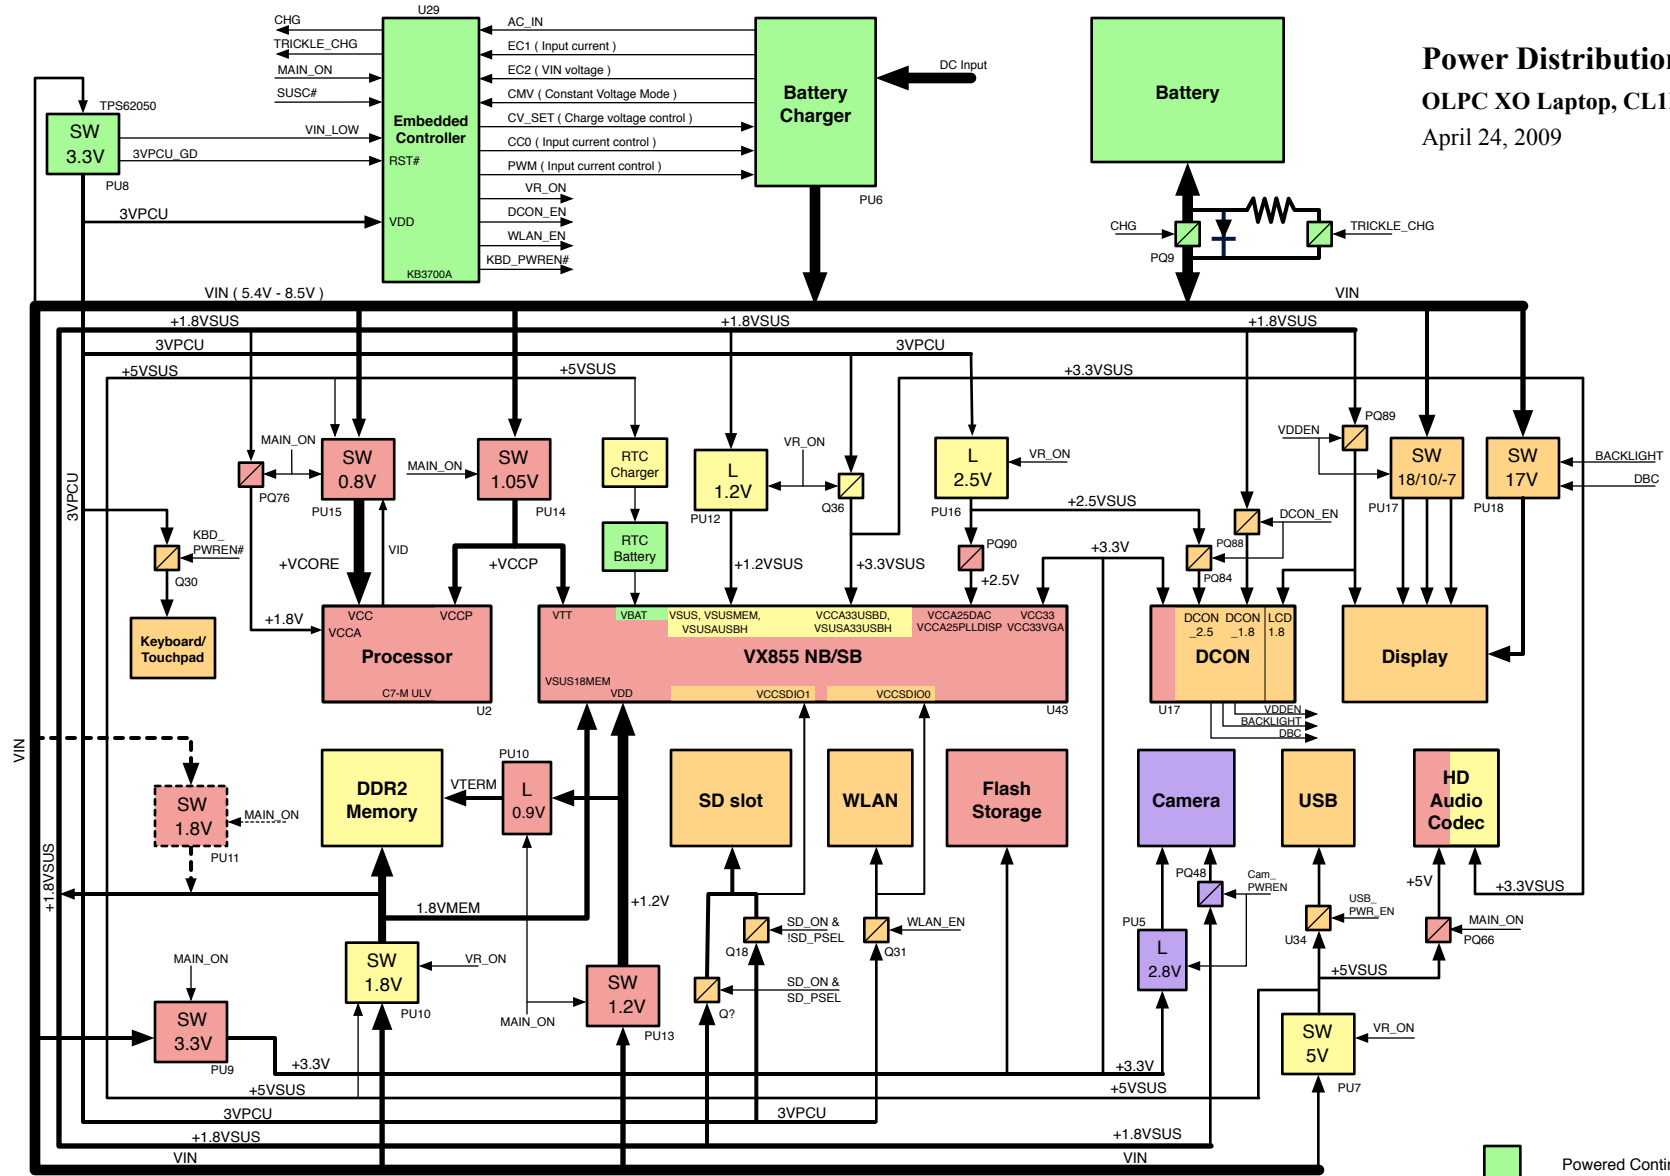 U29
CHG
TRICKLE_CHG
MAIN_ON
SUSC#
TPS62050
SW
3.3V
PU8
VIN_LOW
3VPCU_GD
3VPCU
Embedded
Controller
RST#
VDD
KB3700A
AC_IN
EC1 ( Input current )
EC2 ( VIN voltage )
CMV ( Constant Voltage Mode )
CV_SET ( Charge voltage control )
CC0 ( Input current control )
PWM ( Input current control )
VR_ON
DCON_EN
WLAN_EN
KBD_PWREN#
Battery
Charger
PU6
DC Input
Battery
CHG
PQ9
TRICKLE_CHG
Power Distribution
OLPC XO Laptop, CL1
April 24, 2009
VIN ( 5.4V - 8.5V )
VIN
+1.8VSUS
+1.8VSUS
+1.8VSUS
3VPCU
3VPCU
+5VSUS
+5VSUS
+3.3VSUS
3VPCU
MAIN_ON
PQ76
SW
0.8V
PU15
MAIN_ON
SW
1.05V
PU14
RTC
Charger
RTC
Battery
L
1.2V
PU12
VR_ON
Q36
L
2.5V
PU16
VR_ON
+2.5VSUS
PQ90
+2.5V
+3.3V
PQ84
PQ88
DCON_EN
VDDEN
PQ89
SW
18/10/-7
PU17
SW
17V
PU18
BACKLIGHT
DBC
KBD_
PWREN#
Q30
Keyboard/
Touchpad
+VCORE
VID
+VCCP
+1.8V
+1.2VSUS
+3.3VSUS
VCC
VCCA
VCCP
Processor
C7-M ULV
U2
VTT
VBAT
VSUS, VSUSMEM,
VSUSAUSBH
VCCA33USBD,
VSUSA33USBH
VCCA25DAC
VCCA25PLLDISP
VCC33
VCC33VGA
VX855 NB/SB
VSUS18MEM
VDD
VCCSDIO1
VCCSDIO0
U43
DCON
_2.5
DCON
_1.8
LCD
1.8
DCON
U17
VDDEN
BACKLIGHT
DBC
Display
VIN
+1.8VSUS
SW
1.8V
PU11
MAIN_ON
DDR2
Memory
VTERM
PU10
L
0.9V
SD slot
WLAN
Flash
Storage
Camera
USB
HD
Audio
Codec
1.8VMEM
+1.2V
SW
1.8V
PU10
VR_ON
MAIN_ON
SW
3.3V
PU9
MAIN_ON
SW
1.2V
PU13
Q18
SD_ON &
!SD_PSEL
Q?
SD_ON &
SD_PSEL
Q31
WLAN_EN
PQ48
Cam_
PWREN
PU5
L
2.8V
U34
USB_
PWR_EN
+5V
MAIN_ON
PQ66
+3.3VSUS
+5VSUS
SW
5V
PU7
VR_ON
+3.3V
+3.3V
+5VSUS
+5VSUS
3VPCU
3VPCU
+1.8VSUS
+1.8VSUS
VIN
VIN